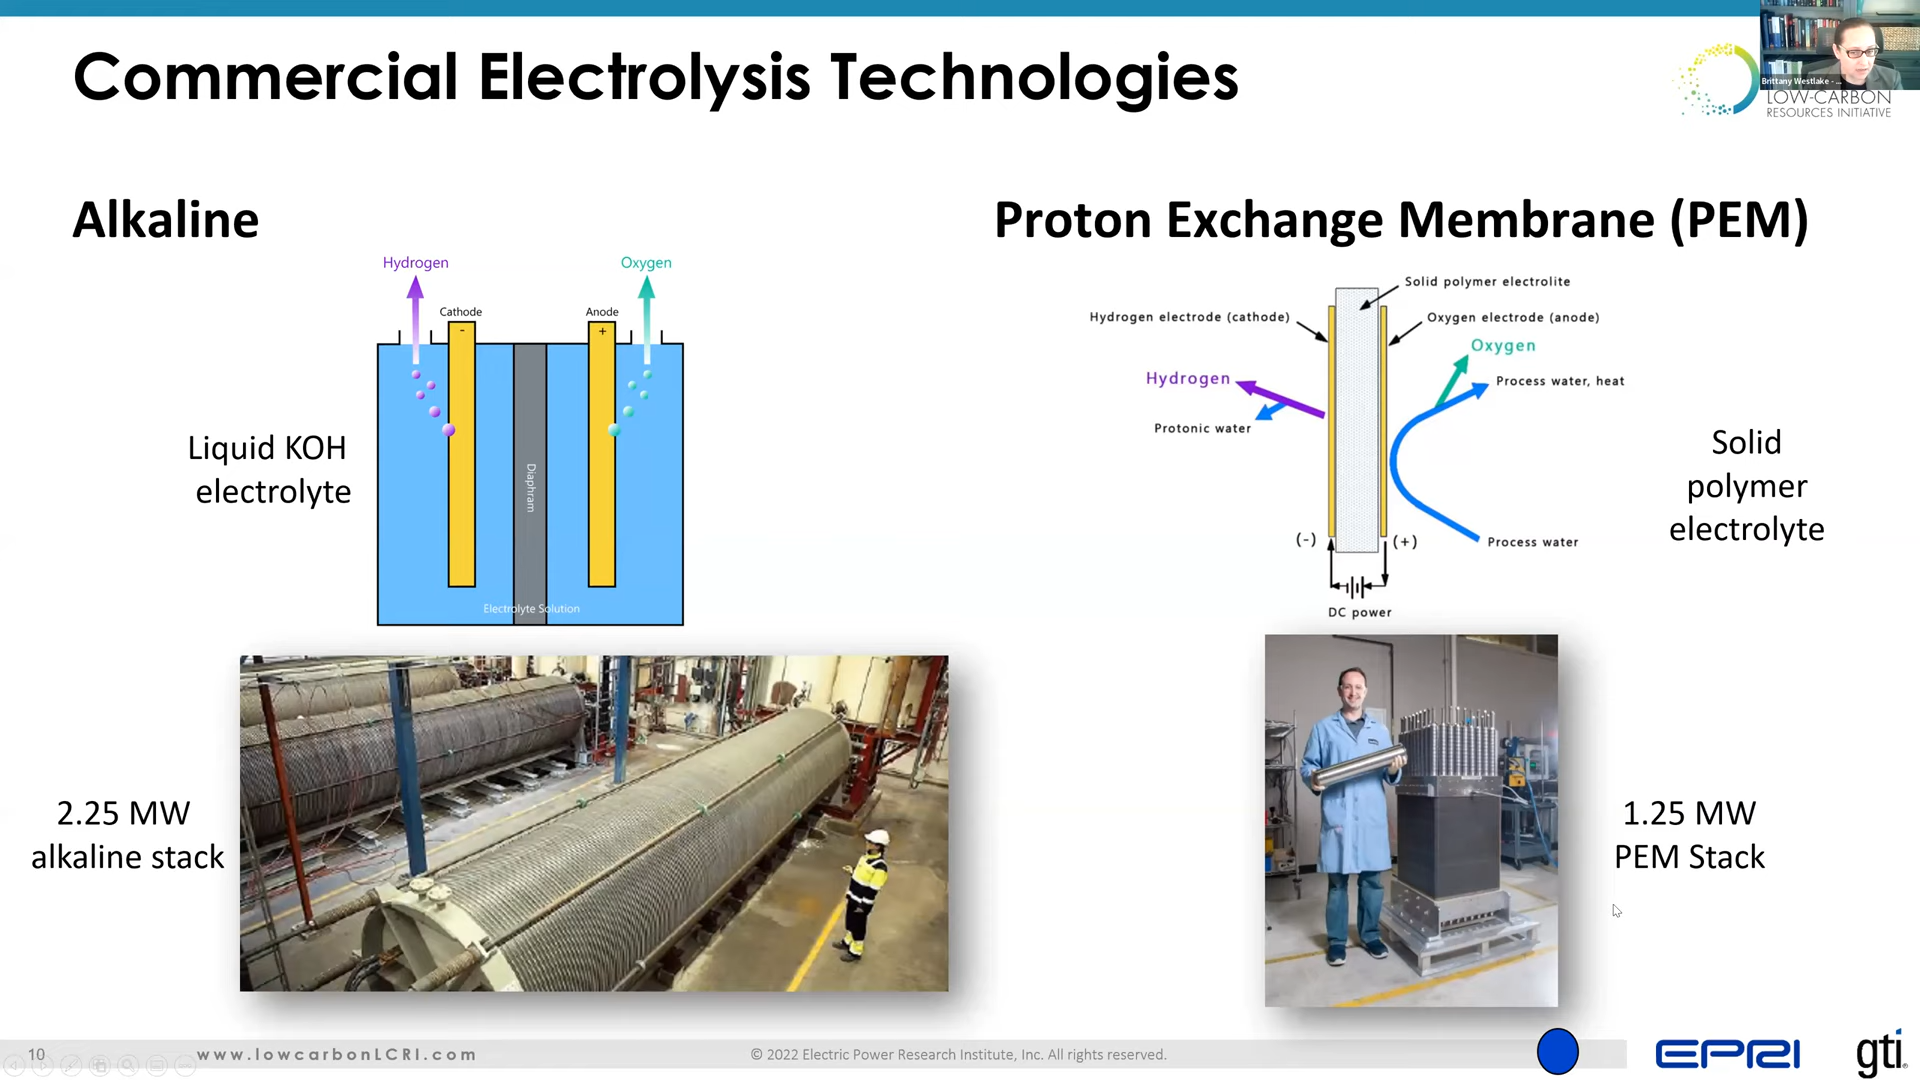 Commercial Electrolysis Technologies
Brittany Westlake - ...
LOW-CARBON
RESOURCES INITIATIVE
Alkaline
Hydrogen
Oxygen
Cathode
Anode
-
+
Liquid KOH
electrolyte
Diaphram
Electrolyte Solution
2.25 MW
alkaline stack
Proton Exchange Membrane (PEM)
Solid polymer electrolite
Hydrogen electrode (cathode)
Oxygen electrode (anode)
Oxygen
Hydrogen
Process water, heat
Protonic water
Solid
polymer
electrolyte
(-)
(+)
Process water
DC power
1.25 MW
PEM Stack
10
www.lowcarbonLCRI.com
© 2022 Electric Power Research Institute, Inc. All rights reserved.
EPRI
gti